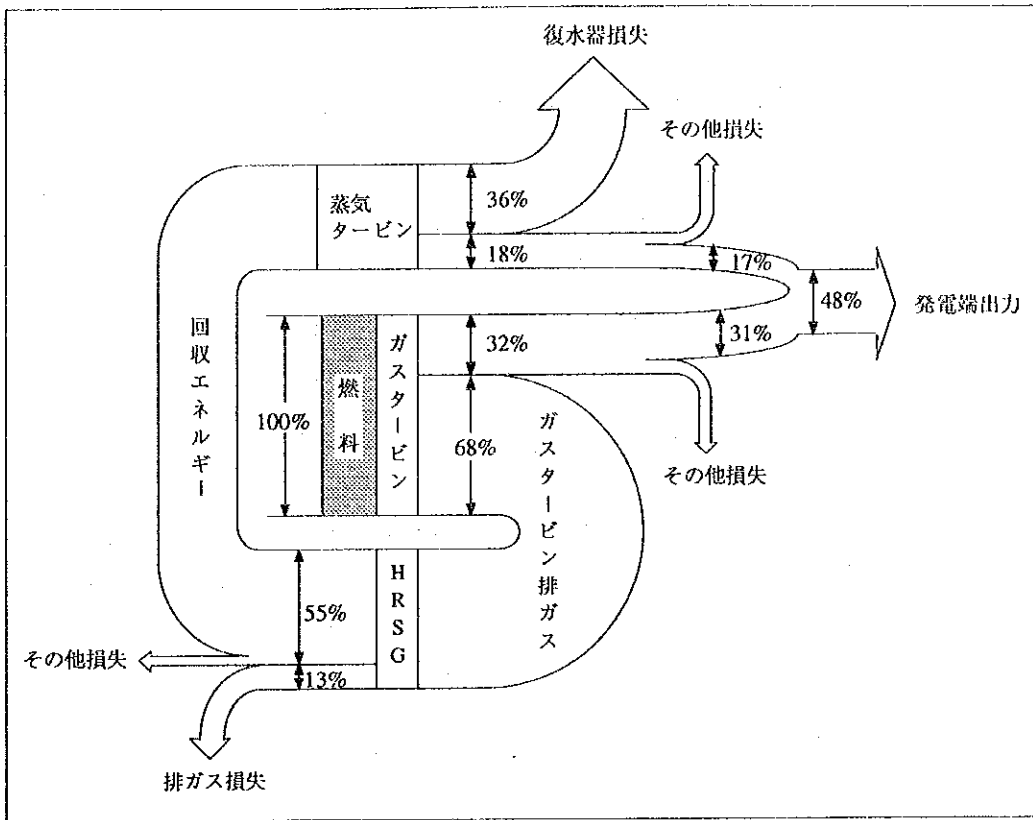 復水器損失
その他損失
蒸気
タービン
36%
18%
17%
48%
発電端出力
回収エネルギー
100%
燃料
ガスタービン
32%
31%
68%
その他損失
ガスタービン排ガス
HRSG
55%
その他損失
13%
排ガス損失